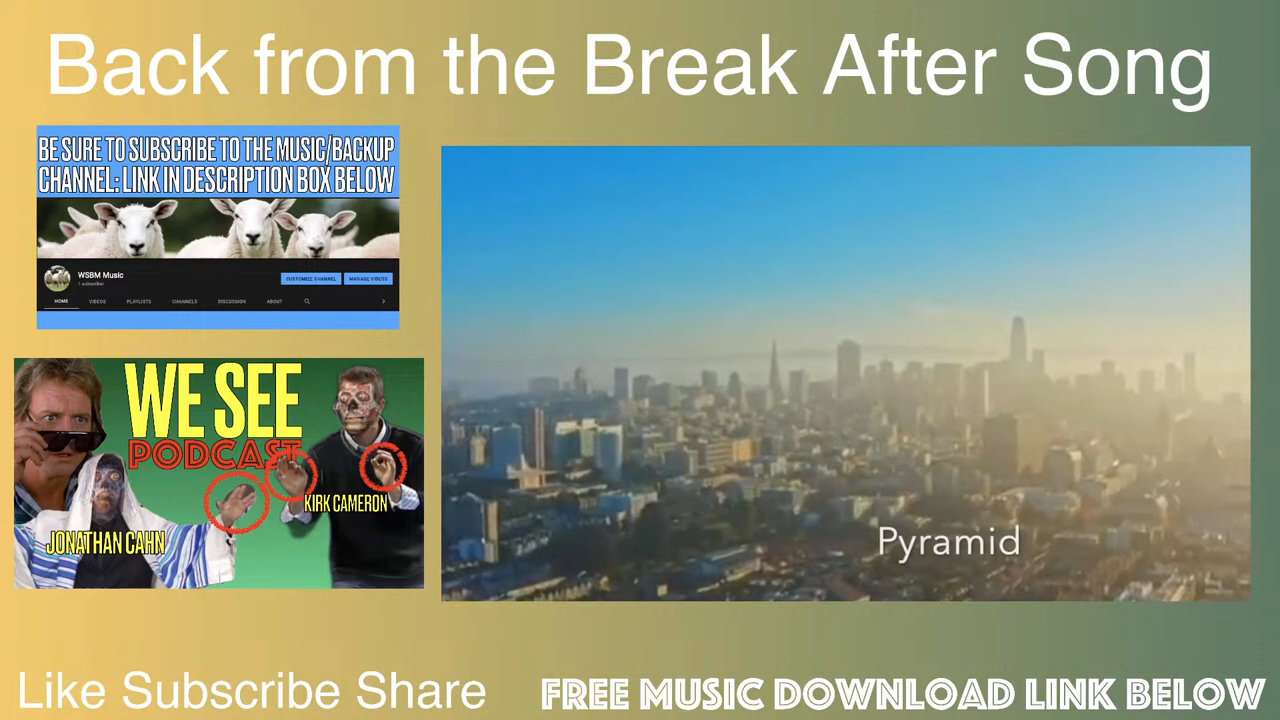 Back from the Break After Song
BE SURE TO SUBSCRIBE TO THE MUSIC/BACKUP
CHANNEL: LINK IN DESCRIPTION BOX BELOW
WSBM Music
1 subscriber
CUSTOMIZE CHANNEL MANAGE VIDEOS
HOME VIDEOS PLAYLISTS CHANNELS DISCUSSION ABOUT
WE SEE
PODCAST
KIRK CAMERON
JONATHAN CAHN
Pyramid
Like Subscribe Share
FREE MUSIC DOWNLOAD LINK BELOW